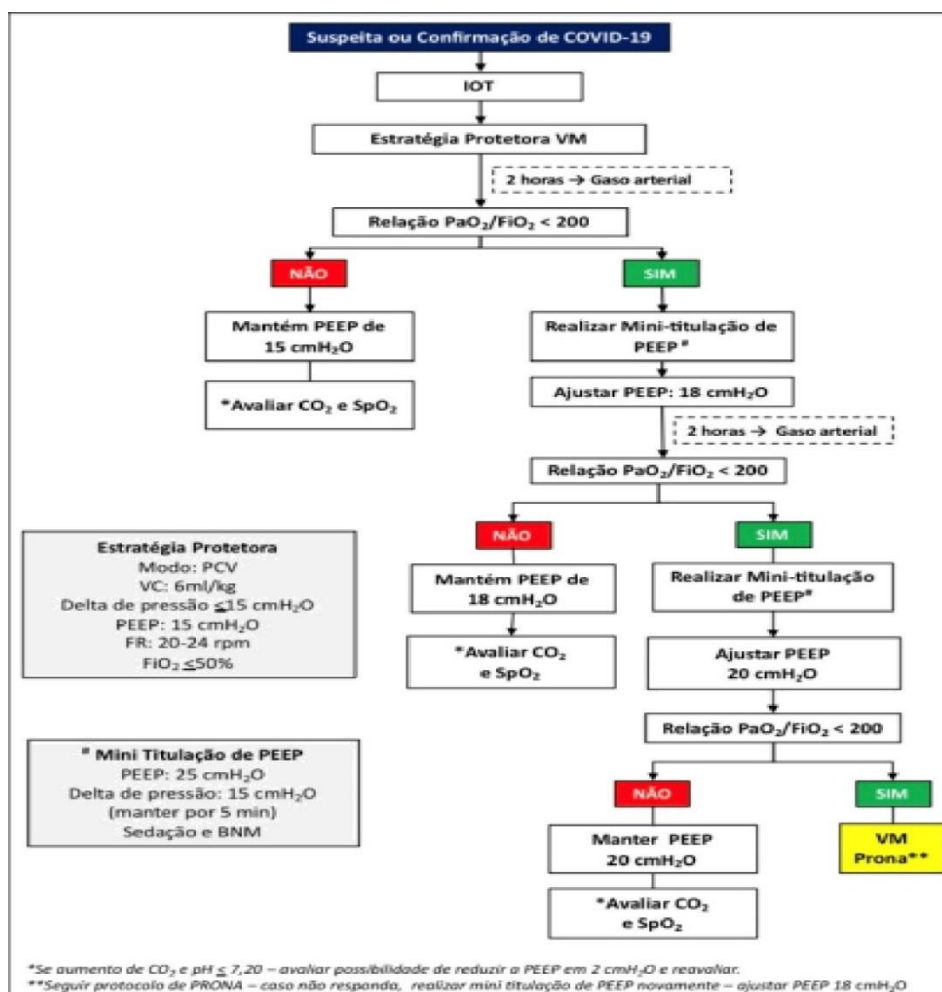 Suspeita ou Confirmação de COVID-19
IOT
Estratégia Protetora VM
2 horas → Gaso arterial
Relação PaO₂/FiO₂ < 200
NÃO
SIM
Mantém PEEP de
15 cmH₂O
*Avaliar CO₂ e SpO₂
Realizar Mini-titulação de
PEEP#
Ajustar PEEP: 18 cmH₂O
2 horas → Gaso arterial
Relação PaO₂/FiO₂ < 200
NÃO
SIM
Mantém PEEP de
18 cmH₂O
*Avaliar CO₂
e SpO₂
Realizar Mini-titulação
de PEEP#
Ajustar PEEP
20 cmH₂O
Relação PaO₂/FiO₂ < 200
NÃO
SIM
Manter PEEP
20 cmH₂O
*Avaliar CO₂
e SpO₂
VM
Prona**
Estratégia Protetora
Modo: PCV
VC: 6ml/kg
Delta de pressão ≤15 cmH₂O
PEEP: 15 cmH₂O
FR: 20-24 rpm
FiO₂ ≤50%
# Mini Titulação de PEEP
PEEP: 25 cmH₂O
Delta de pressão: 15 cmH₂O
(manter por 5 min)
Sedação e BNM
*Se aumento de CO₂ e pH ≤ 7,20 – avaliar possibilidade de reduzir a PEEP em 2 cmH₂O e reavaliar.
**Seguir protocolo de PRONA – caso não responda, realizar mini titulação de PEEP novamente – ajustar PEEP 18 cmH₂O